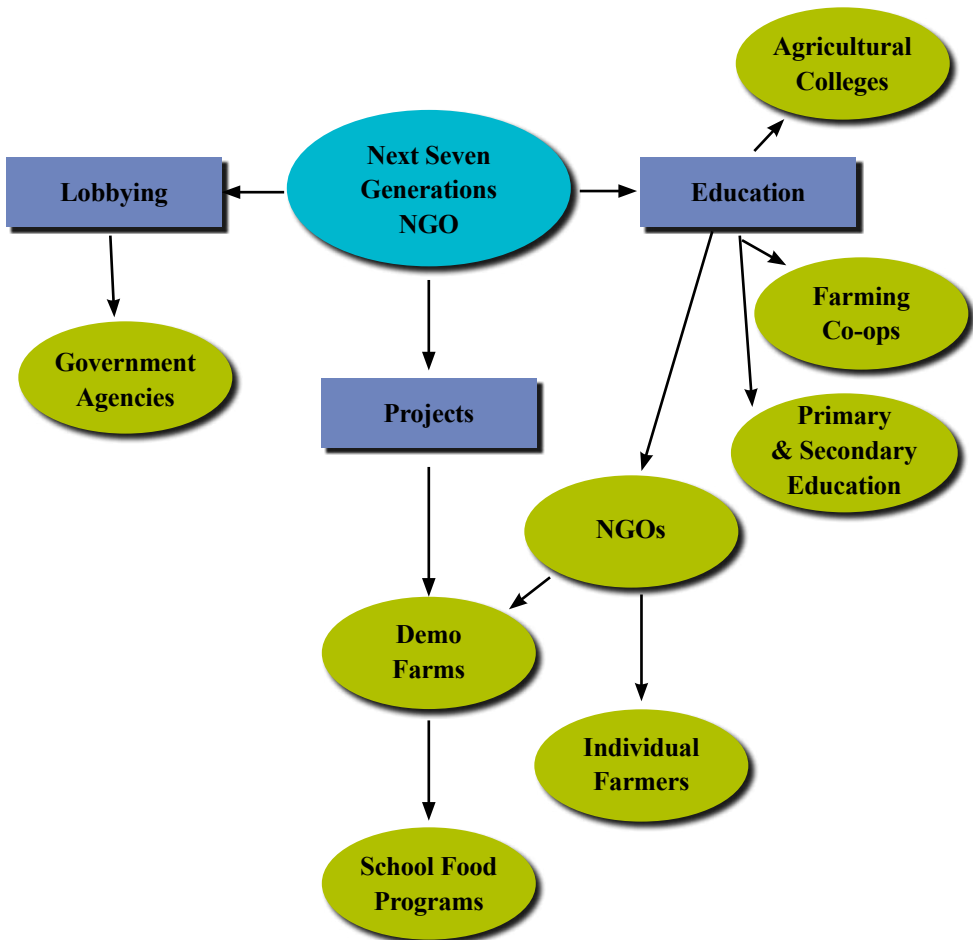 Agricultural
Colleges
Next Seven
Generations
NGO
Lobbying
Education
Farming
Co-ops
Government
Agencies
Projects
Primary
& Secondary
Education
NGOs
Demo
Farms
Individual
Farmers
School Food
Programs